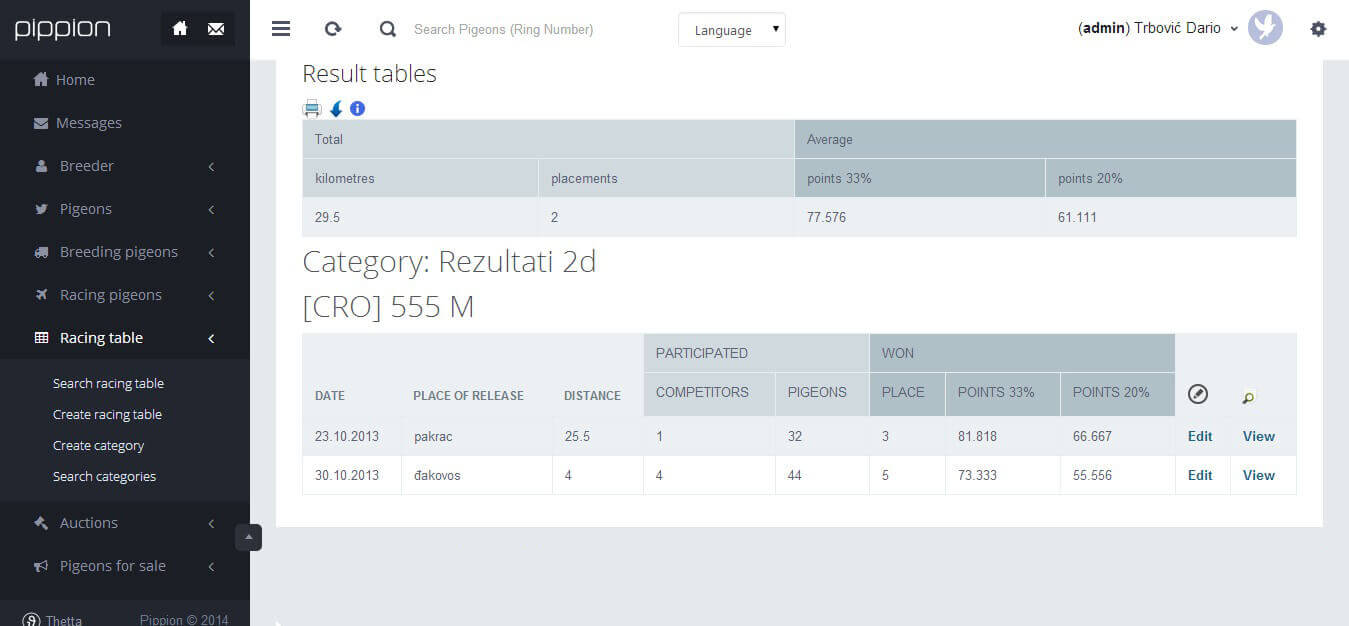 pippion
Search Pigeons (Ring Number)
Language
(admin) Trbović Dario
Home
Messages
Breeder
Pigeons
Breeding pigeons
Racing pigeons
Racing table
Search racing table
Create racing table
Create category
Search categories
Auctions
Pigeons for sale
Thetta Pippion © 2014
Result tables
Total Average
kilometres placements points 33% points 20%
29.5 2 77.576 61.111
Category: Rezultati 2d
[CRO] 555 M
PARTICIPATED WON
DATE PLACE OF RELEASE DISTANCE COMPETITORS PIGEONS PLACE POINTS 33% POINTS 20%
23.10.2013 pakrac 25.5 1 32 3 81.818 66.667 Edit View
30.10.2013 đakovos 4 4 44 5 73.333 55.556 Edit View